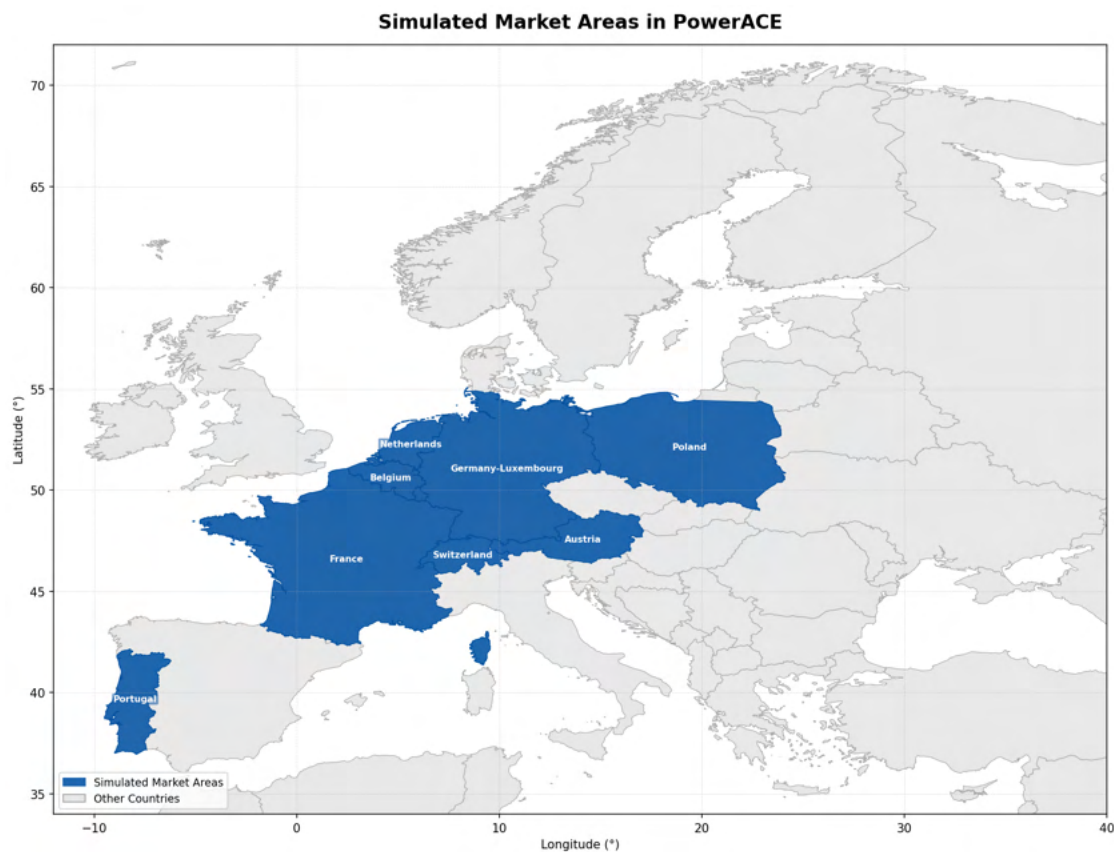 Simulated Market Areas in PowerACE
70
65
60
55
50
45
40
35
Latitude (°)
Netherlands
Poland
Germany-Luxembourg
Belgium
Austria
Switzerland
France
Portugal
Simulated Market Areas
Other Countries
−10
0
10
20
30
40
Longitude (°)